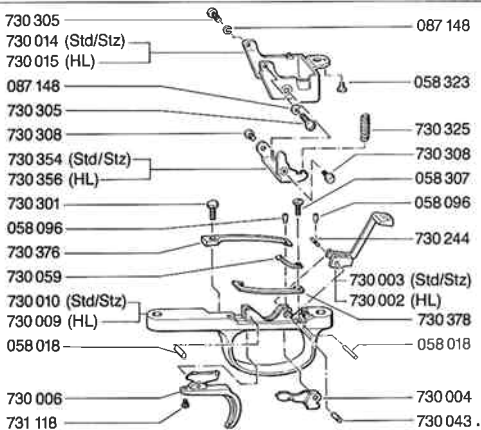 730 305
730 014 (Std/Stz)
730 015 (HL)
087 148
730 305
730 308
730 354 (Std/Stz)
730 356 (HL)
730 301
058 096
730 376
730 059
730 010 (Std/Stz)
730 009 (HL)
058 018
730 006
731 118
087 148
058 323
730 325
730 308
058 307
058 096
730 244
730 003 (Std/Stz)
730 002 (HL)
730 378
058 018
730 004
730 043 .